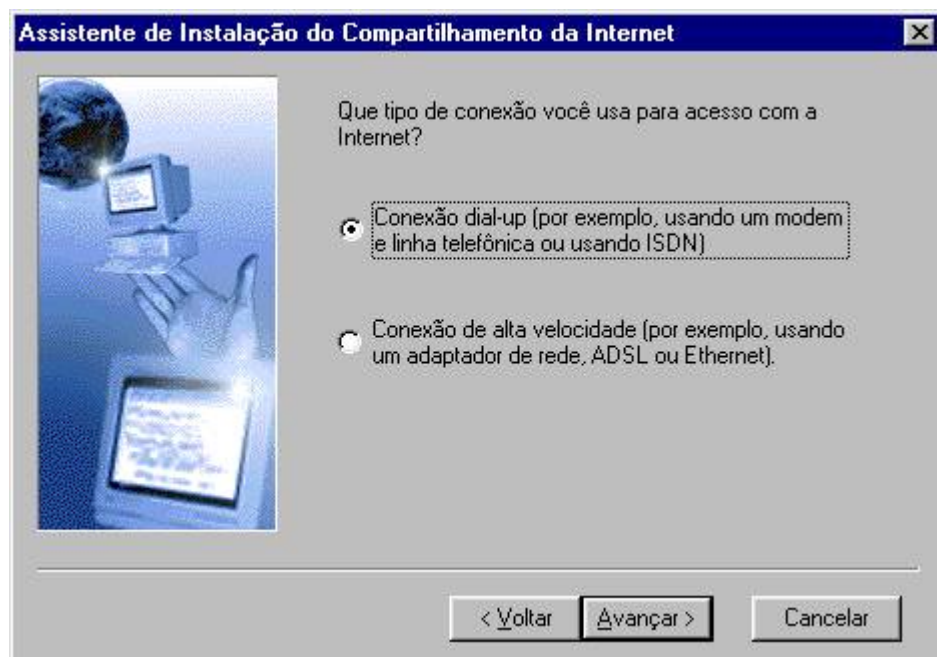 Assistente de Instalação do Compartilhamento da Internet
Que tipo de conexão você usa para acesso com a
Internet?
Conexão dial-up (por exemplo, usando um modem
e linha telefônica ou usando ISDN)
Conexão de alta velocidade (por exemplo, usando
um adaptador de rede, ADSL ou Ethernet).
< Voltar
Avançar >
Cancelar